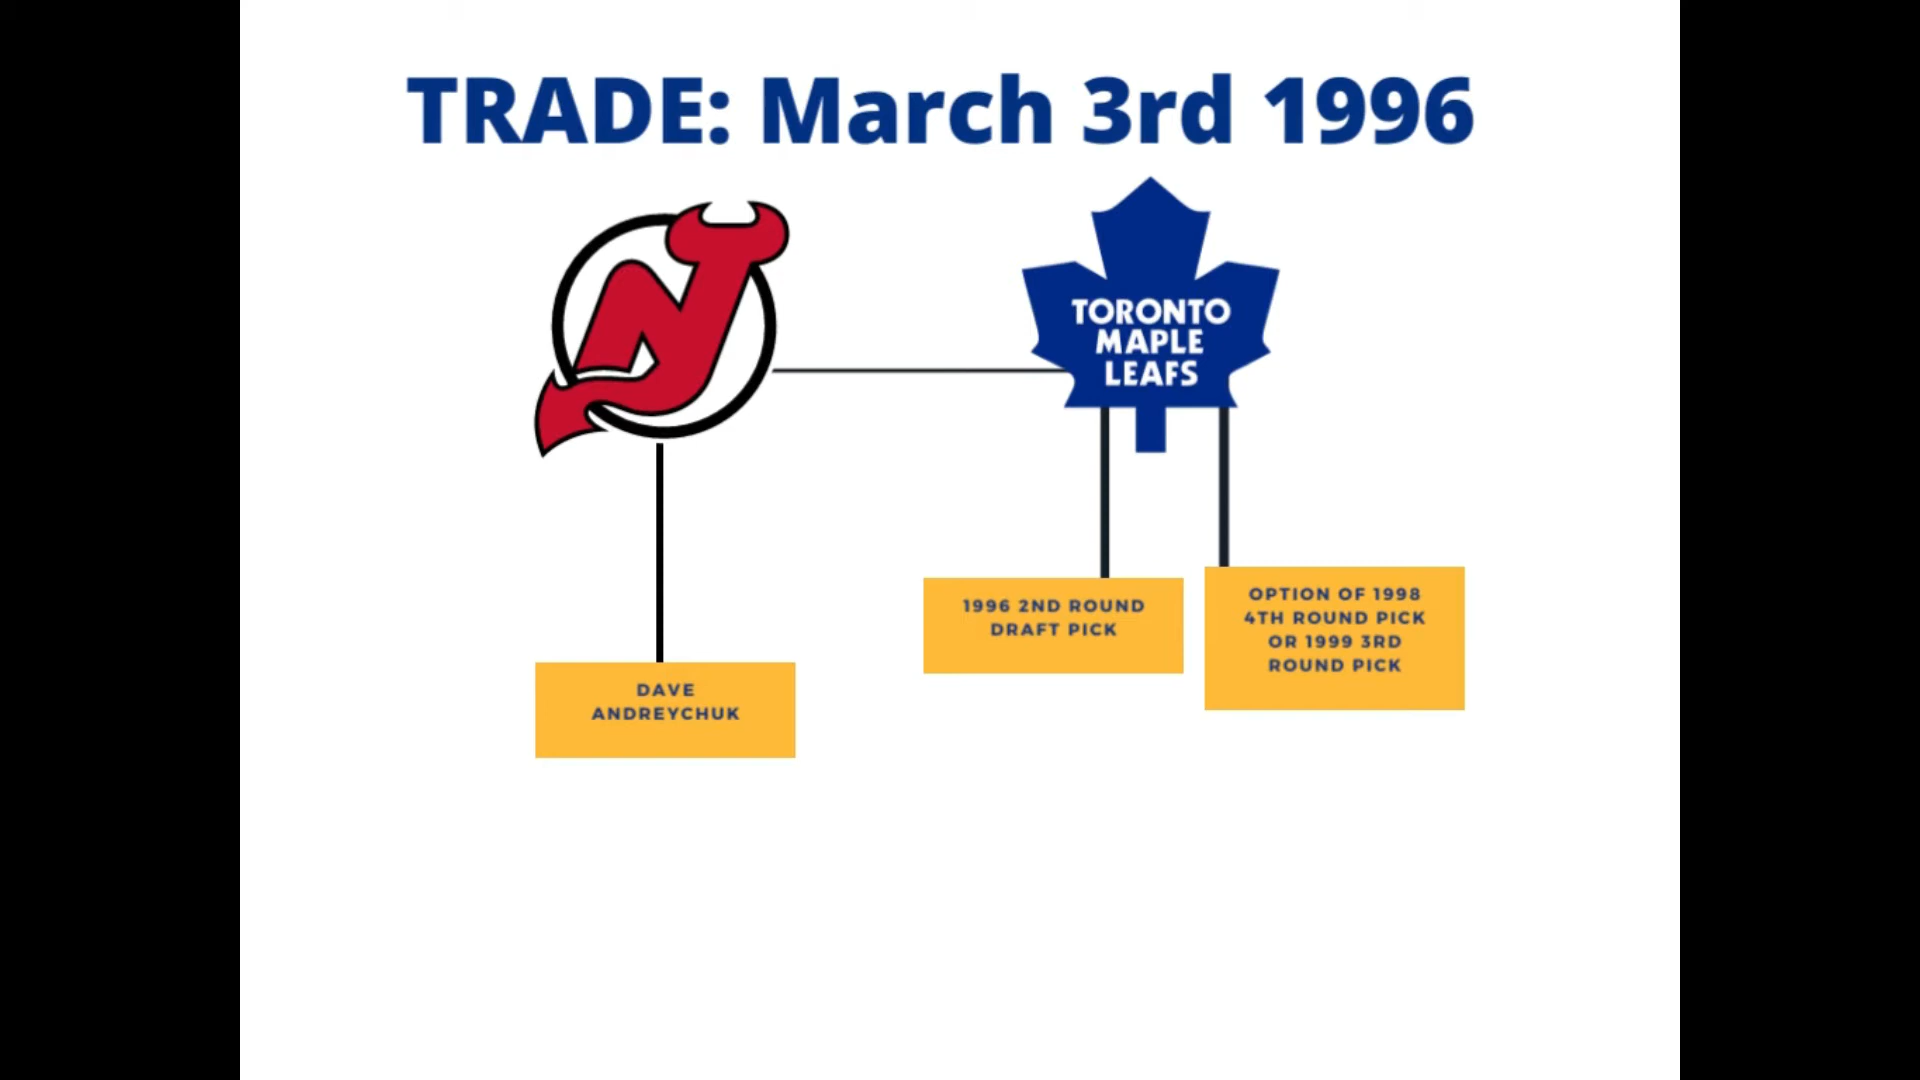 TRADE: March 3rd 1996
TORONTO
MAPLE
LEAFS
1996 2ND ROUND
DRAFT PICK
OPTION OF 1998
4TH ROUND PICK
OR 1999 3RD
ROUND PICK
DAVE
ANDREYCHUK